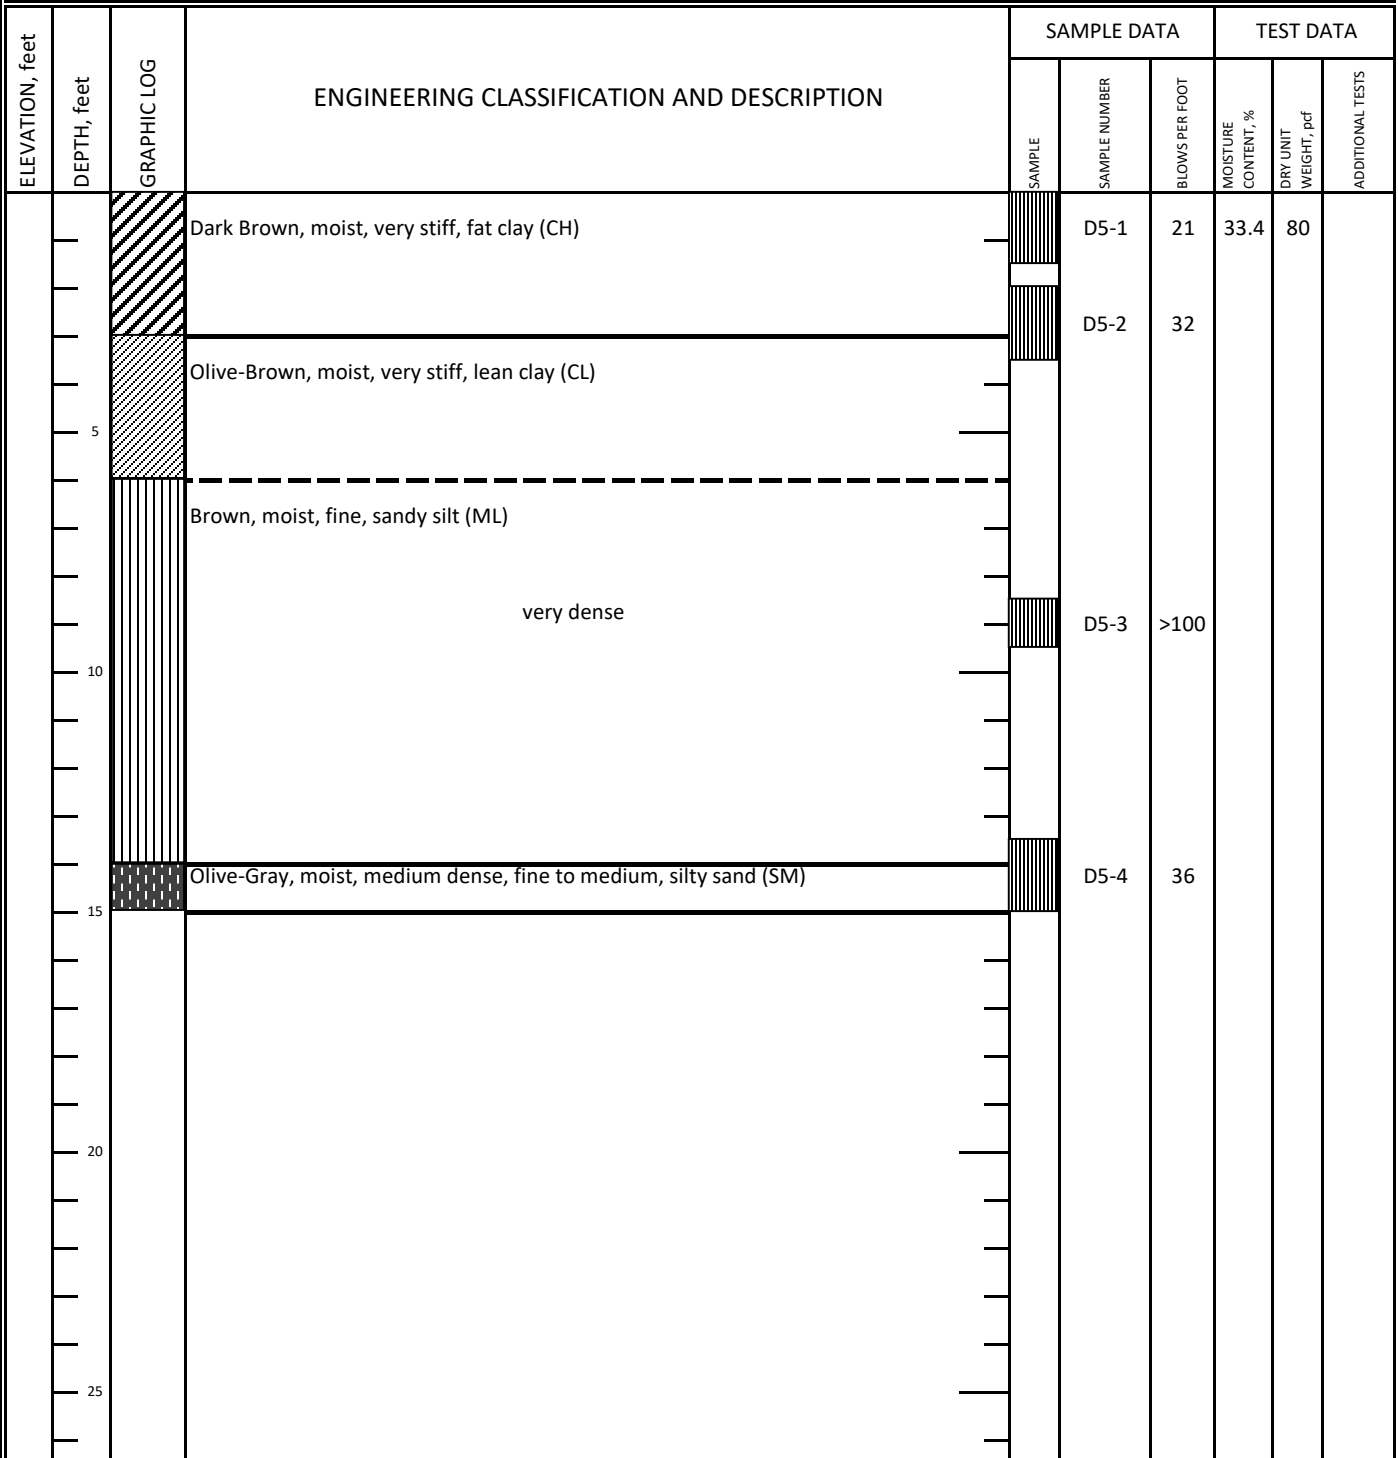 ELEVATION, feet
DEPTH, feet
GRAPHIC LOG
ENGINEERING CLASSIFICATION AND DESCRIPTION
SAMPLE DATA
TEST DATA
SAMPLE
SAMPLE NUMBER
BLOWS PER FOOT
MOISTURE
CONTENT, %
DRY UNIT
WEIGHT, pcf
ADDITIONAL TESTS
Dark Brown, moist, very stiff, fat clay (CH) D5-1 21 33.4 80
D5-2 32
Olive-Brown, moist, very stiff, lean clay (CL)
5
Brown, moist, fine, sandy silt (ML)
very dense D5-3 >100
10
Olive-Gray, moist, medium dense, fine to medium, silty sand (SM) D5-4 36
15
20
25